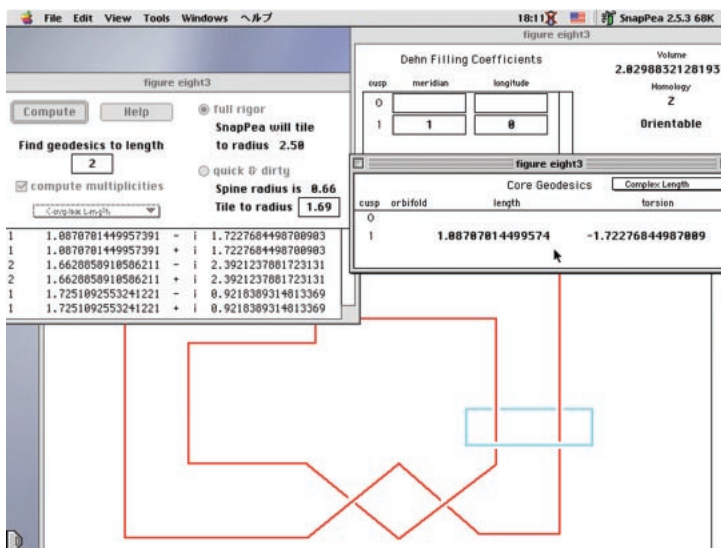 File Edit View Tools Windows ヘルプ 18:11 SnapPea 2.5.3 68K
figure eight3
Dehn Filling Coefficients
cusp meridian longitude
0
1 1 0
Volume
2.0298832128193
Homology
Z
Orientable
figure eight3
Compute Help
Find geodesics to length
2
compute multiplicities
Complex Length
full rigor
SnapPea will tile
to radius 2.50
quick & dirty
Spine radius is 0.66
Tile to radius 1.69
1 1.0870701449957391 - i 1.7227684498700903
1 1.0870701449957391 + i 1.7227684498700903
2 1.6628858910586211 - i 2.3921237881723131
2 1.6628858910586211 + i 2.3921237881723131
1 1.7251092553241221 - i 0.9218389314813369
1 1.7251092553241221 + i 0.9218389314813369
figure eight3
Core Geodesics Complex Length
cusp orbifold length torsion
0
1 1.08707014499574 -1.72276844987009